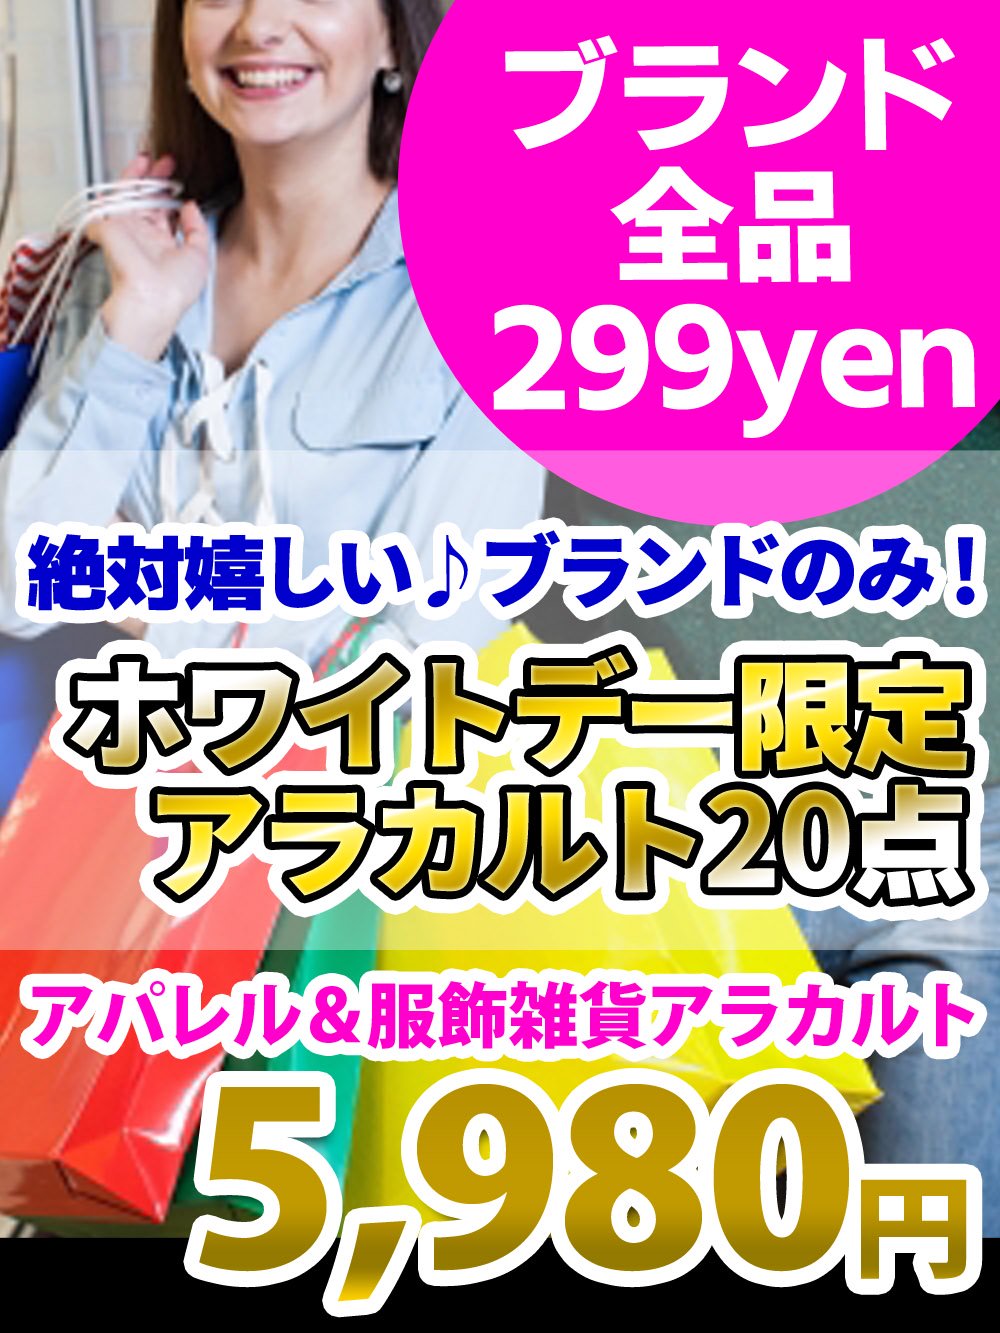 ブランド
全品
299yen
絶対嬉しい♪ブランドのみ！
ホワイトデー限定
アラカルト20点
アパレル＆服飾雑貨アラカルト
5,980円